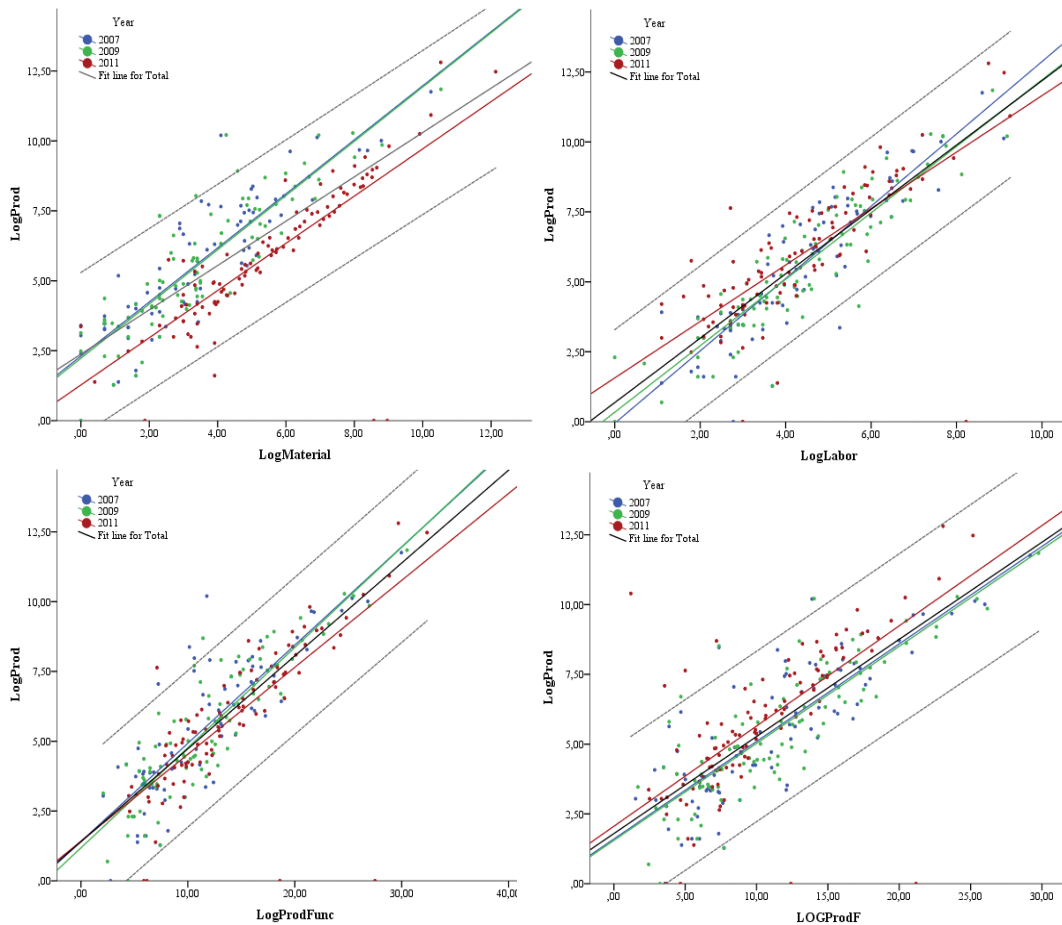 Year
2007
2009
2011
Fit line for Total
LogProd
12,50
10,00
7,50
5,00
2,50
,00
,00 2,00 4,00 6,00 8,00 10,00 12,00
LogMaterial
Year
2007
2009
2011
Fit line for Total
LogProd
12,50
10,00
7,50
5,00
2,50
,00
,00 2,00 4,00 6,00 8,00 10,00
LogLabor
Year
2007
2009
2011
Fit line for Total
LogProd
12,50
10,00
7,50
5,00
2,50
,00
,00 10,00 20,00 30,00 40,00
LogProdFunc
Year
2007
2009
2011
Fit line for Total
LogProd
12,50
10,00
7,50
5,00
2,50
,00
,00 5,00 10,00 15,00 20,00 25,00 30,00
LOGProdF